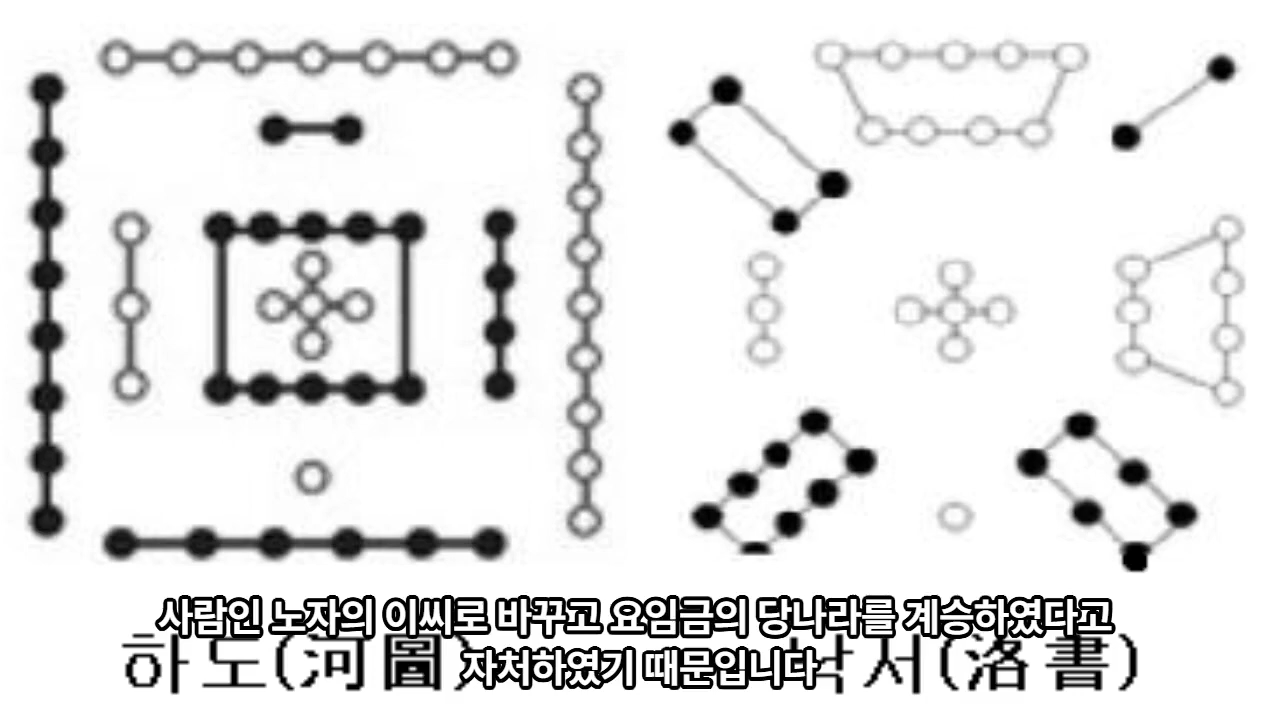 사람인 노자의 이씨로 바꾸고 요임금의 당나라를 계승하였다고
자처하였기 때문입니다
하도(河圖) 낙서(洛書)